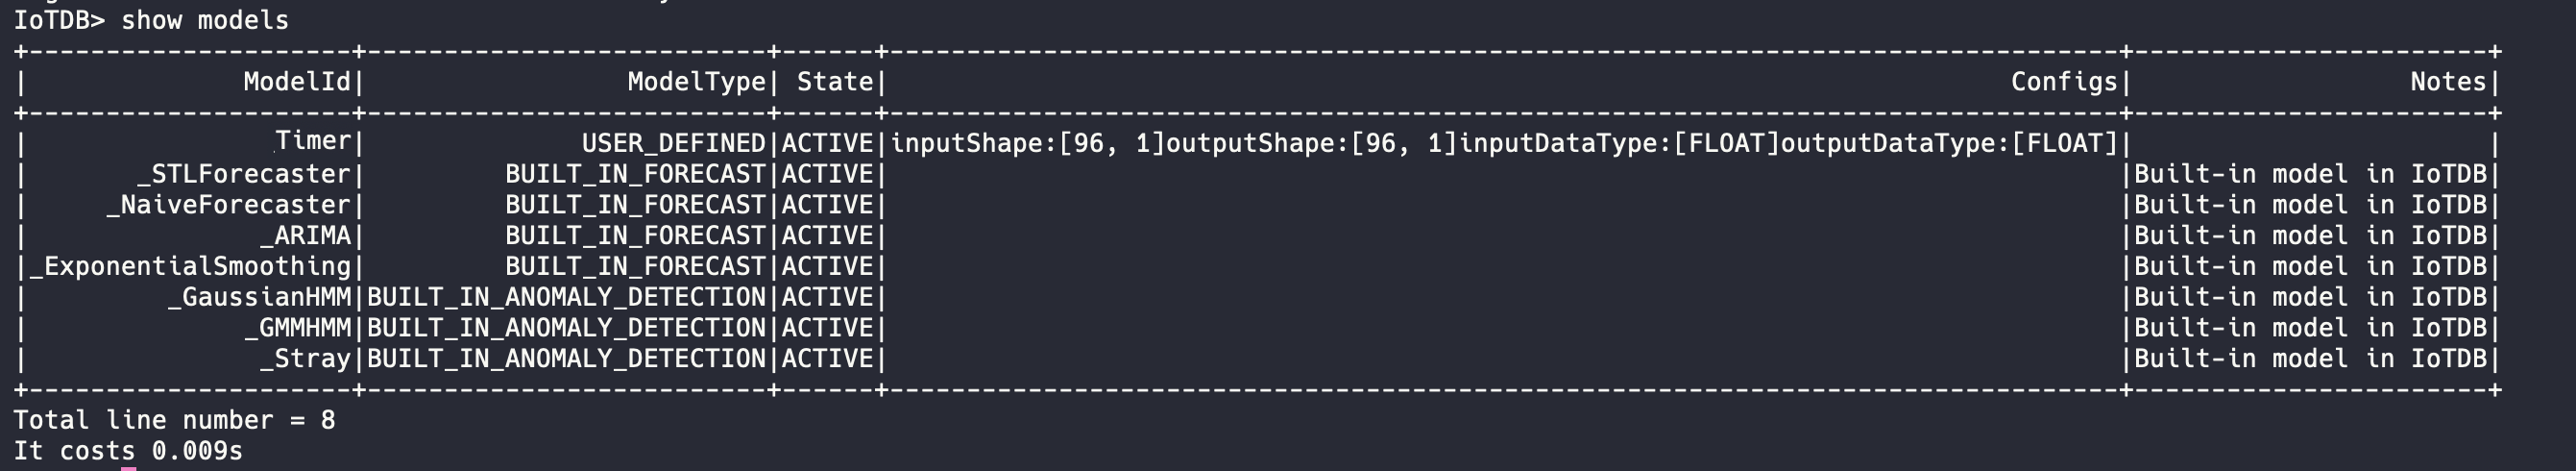 IoTDB> show models
+---------------------+--------------------------+------+--------------------------------------------------------------------------------+-----------------------+
|              ModelId|                 ModelType| State|                                                                         Configs|                  Notes|
+---------------------+--------------------------+------+--------------------------------------------------------------------------------+-----------------------+
|                Timer|              USER_DEFINED|ACTIVE|inputShape:[96, 1]outputShape:[96, 1]inputDataType:[FLOAT]outputDataType:[FLOAT]|                       |
|       _STLForecaster|         BUILT_IN_FORECAST|ACTIVE|                                                                                |Built-in model in IoTDB|
|     _NaiveForecaster|         BUILT_IN_FORECAST|ACTIVE|                                                                                |Built-in model in IoTDB|
|               _ARIMA|         BUILT_IN_FORECAST|ACTIVE|                                                                                |Built-in model in IoTDB|
|_ExponentialSmoothing|         BUILT_IN_FORECAST|ACTIVE|                                                                                |Built-in model in IoTDB|
|         _GaussianHMM|BUILT_IN_ANOMALY_DETECTION|ACTIVE|                                                                                |Built-in model in IoTDB|
|              _GMMHMM|BUILT_IN_ANOMALY_DETECTION|ACTIVE|                                                                                |Built-in model in IoTDB|
|               _Stray|BUILT_IN_ANOMALY_DETECTION|ACTIVE|                                                                                |Built-in model in IoTDB|
+---------------------+--------------------------+------+--------------------------------------------------------------------------------+-----------------------+
Total line number = 8
It costs 0.009s